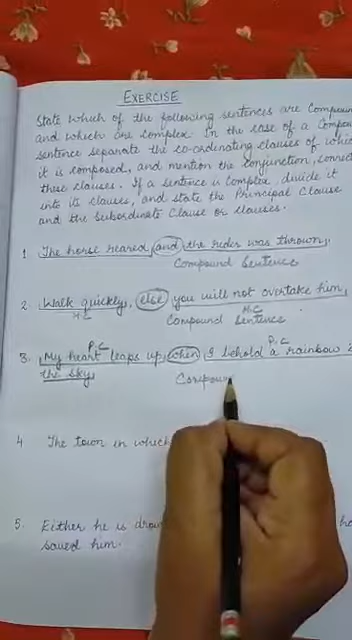 EXERCISE
State which of the following sentences are Compound
and which are complex. In the case of a Compou
sentence separate the co-ordinating clauses of which
it is composed, and mention the conjunction, connect
these clauses. If a sentence is Complex, divide it
into its clauses, and state the Principal Clause
and the Subordinate Clause or clauses.
1 The horse reared, and the rider was thrown.
Compound Sentence
2. Walk quickly, else you will not overtake him.
M.C M.C
Compound Sentence
P.C P.C
3. My heart leaps up when I behold a rainbow
the sky.
Compou
4 The town in which
5. Either he is drow
saved him.